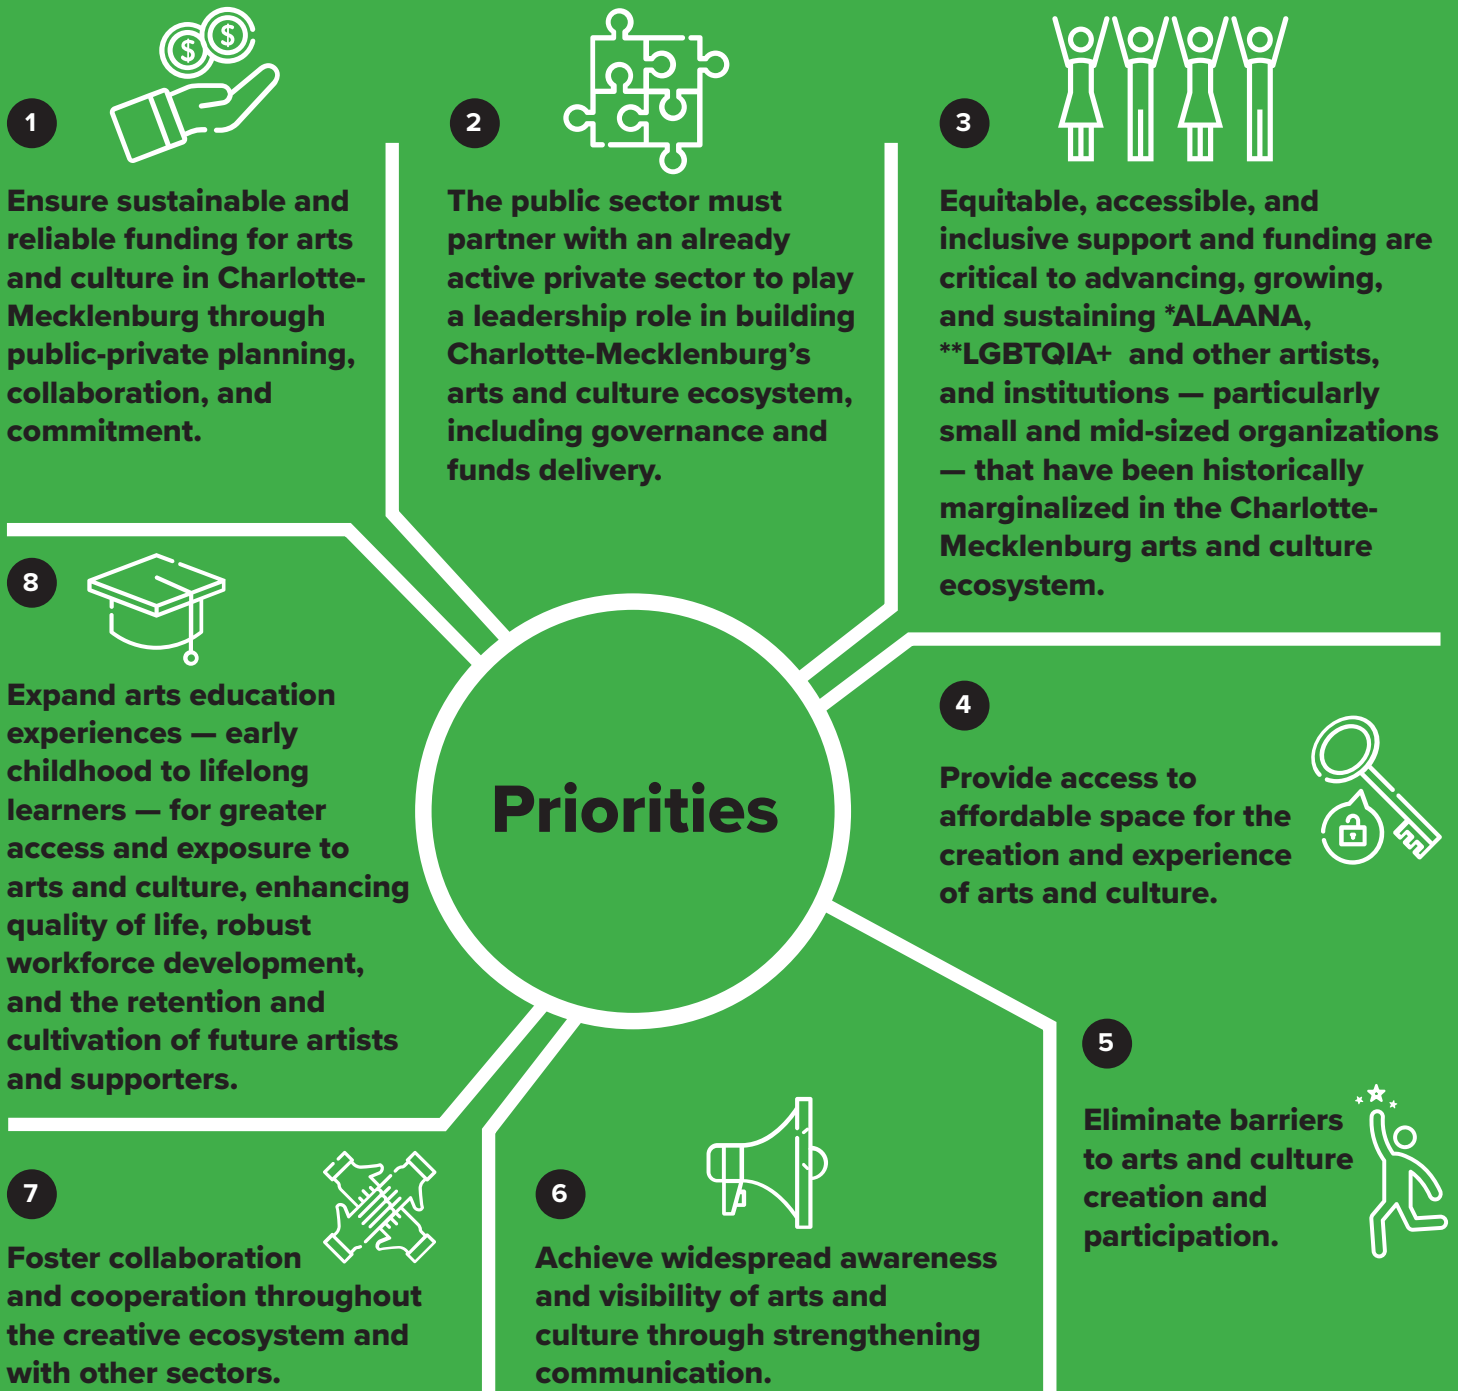 1
Ensure sustainable and
reliable funding for arts
and culture in Charlotte-
Mecklenburg through
public-private planning,
collaboration, and
commitment.
2
The public sector must
partner with an already
active private sector to play
a leadership role in building
Charlotte-Mecklenburg’s
arts and culture ecosystem,
including governance and
funds delivery.
3
Equitable, accessible, and
inclusive support and funding are
critical to advancing, growing,
and sustaining *ALAANA,
**LGBTQIA+ and other artists,
and institutions — particularly
small and mid-sized organizations
— that have been historically
marginalized in the Charlotte-
Mecklenburg arts and culture
ecosystem.
Priorities
4
Provide access to
affordable space for the
creation and experience
of arts and culture.
5
Eliminate barriers
to arts and culture
creation and
participation.
6
Achieve widespread awareness
and visibility of arts and
culture through strengthening
communication.
7
Foster collaboration
and cooperation throughout
the creative ecosystem and
with other sectors.
8
Expand arts education
experiences — early
childhood to lifelong
learners — for greater
access and exposure to
arts and culture, enhancing
quality of life, robust
workforce development,
and the retention and
cultivation of future artists
and supporters.